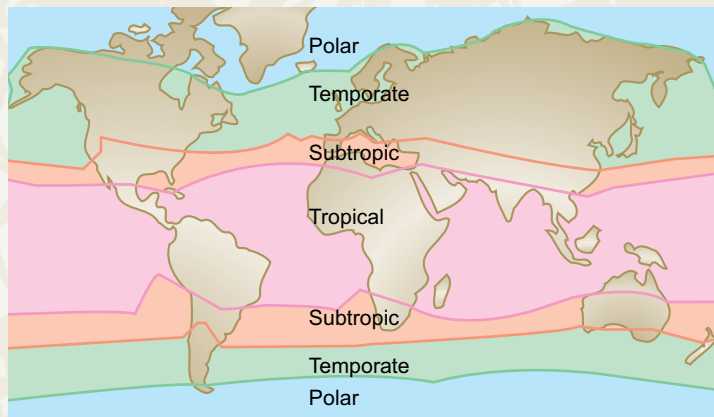 Polar
Temporate
Subtropic
Tropical
Subtropic
Temporate
Polar